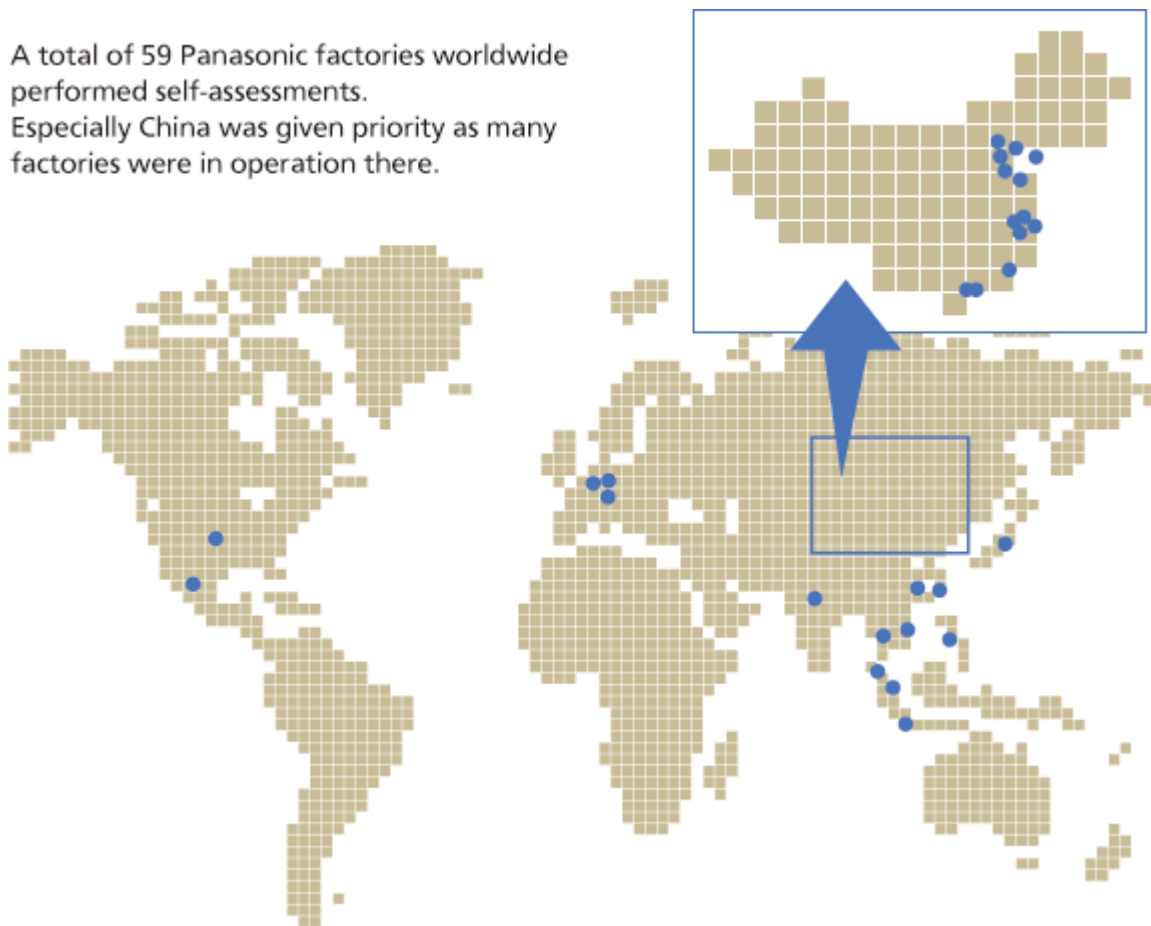 A total of 59 Panasonic factories worldwide
performed self-assessments.
Especially China was given priority as many
factories were in operation there.